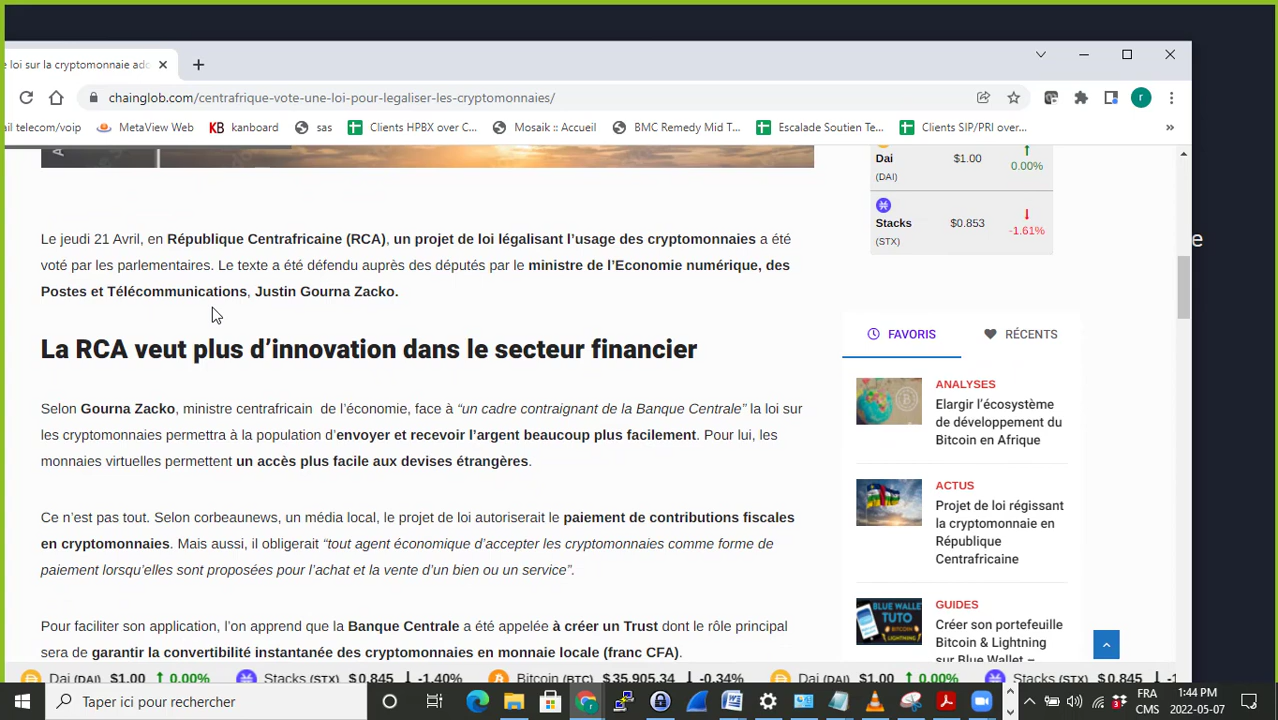 e loi sur la cryptomonnaie ado
chainglob.com/centrafrique-vote-une-loi-pour-legaliser-les-cryptomonnaies/
r
ail telecom/voip
MetaView Web
KB kanboard
sas
Clients HPBX over C...
Mosaik :: Accueil
BMC Remedy Mid T...
Escalade Soutien Te...
Clients SIP/PRI over...
»
Dai $1.00 0.00%
(DAI)
Stacks $0.853 -1.61%
(STX)
e
Le jeudi 21 Avril, en République Centrafricaine (RCA), un projet de loi légalisant l’usage des cryptomonnaies a été
voté par les parlementaires. Le texte a été défendu auprès des députés par le ministre de l’Economie numérique, des
Postes et Télécommunications, Justin Gourna Zacko.
La RCA veut plus d’innovation dans le secteur financier
Selon Gourna Zacko, ministre centrafricain de l’économie, face à “un cadre contraignant de la Banque Centrale” la loi sur
les cryptomonnaies permettra à la population d’envoyer et recevoir l’argent beaucoup plus facilement. Pour lui, les
monnaies virtuelles permettent un accès plus facile aux devises étrangères.
Ce n’est pas tout. Selon corbeaunews, un média local, le projet de loi autoriserait le paiement de contributions fiscales
en cryptomonnaies. Mais aussi, il obligerait “tout agent économique d’accepter les cryptomonnaies comme forme de
paiement lorsqu’elles sont proposées pour l’achat et la vente d’un bien ou un service”.
Pour faciliter son application, l’on apprend que la Banque Centrale a été appelée à créer un Trust dont le rôle principal
sera de garantir la convertibilité instantanée des cryptomonnaies en monnaie locale (franc CFA).
FAVORIS
RÉCENTS
ANALYSES
Elargir l’écosystème
de développement du
Bitcoin en Afrique
ACTUS
Projet de loi régissant
la cryptomonnaie en
République
Centrafricaine
BLUE WALLET
TUTO
BITCOIN
LIGHTNING
GUIDES
Créer son portefeuille
Bitcoin & Lightning
sur Blue Wallet –
Dai (DAI) $1.00 0.00% Stacks (STX) $0.845 -1.40% Bitcoin (BTC) $35,905.34 -0.34% Dai (DAI) $1.00 0.00% Stacks (STX) $0.845 -1
Taper ici pour rechercher
FRA
CMS
1:44 PM
2022-05-07